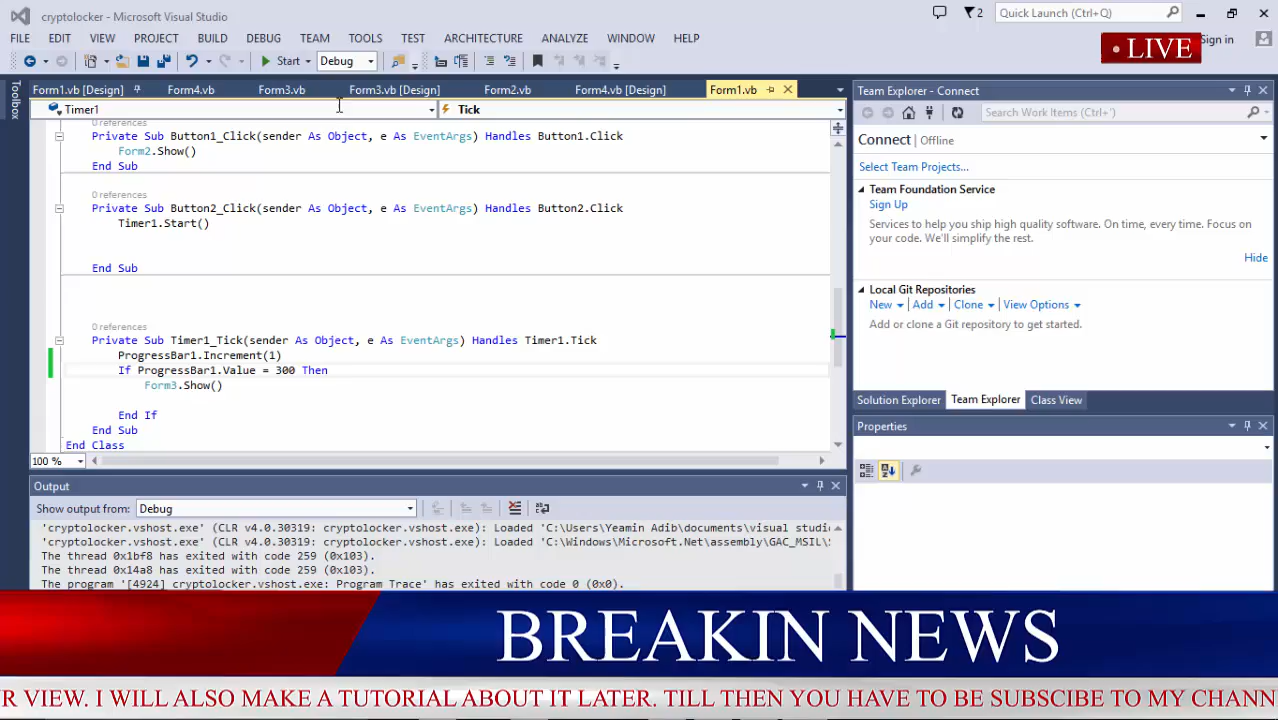 cryptolocker - Microsoft Visual Studio
2
Quick Launch (Ctrl+Q)
FILE EDIT VIEW PROJECT BUILD DEBUG TEAM TOOLS TEST ARCHITECTURE ANALYZE WINDOW HELP
LIVE
Sign in
Start
Debug
Toolbox
Form1.vb [Design] Form4.vb Form3.vb Form3.vb [Design] Form2.vb Form4.vb [Design] Form1.vb
Timer1
Tick
0 references
Private Sub Button1_Click(sender As Object, e As EventArgs) Handles Button1.Click
Form2.Show()
End Sub
0 references
Private Sub Button2_Click(sender As Object, e As EventArgs) Handles Button2.Click
Timer1.Start()
End Sub
0 references
Private Sub Timer1_Tick(sender As Object, e As EventArgs) Handles Timer1.Tick
ProgressBar1.Increment(1)
If ProgressBar1.Value = 300 Then
Form3.Show()
End If
End Sub
End Class
100 %
Output
Show output from: Debug
'cryptolocker.vshost.exe' (CLR v4.0.30319: cryptolocker.vshost.exe): Loaded 'C:\Users\Yeamin Adib\documents\visual studio
'cryptolocker.vshost.exe' (CLR v4.0.30319: cryptolocker.vshost.exe): Loaded 'C:\Windows\Microsoft.Net\assembly\GAC_MSIL\
The thread 0x1bf8 has exited with code 259 (0x103).
The thread 0x14a8 has exited with code 259 (0x103).
The program '[4924] cryptolocker.vshost.exe: Program Trace' has exited with code 0 (0x0).
Team Explorer - Connect
Search Work Items (Ctrl+')
Connect | Offline
Select Team Projects...
Team Foundation Service
Sign Up
Services to help you ship high quality software. On time, every time. Focus on
your code. We'll simplify the rest.
Hide
Local Git Repositories
New Add Clone View Options
Add or clone a Git repository to get started.
Solution Explorer Team Explorer Class View
Properties
BREAKIN NEWS
R VIEW. I WILL ALSO MAKE A TUTORIAL ABOUT IT LATER. TILL THEN YOU HAVE TO BE SUBSCIBE TO MY CHANN